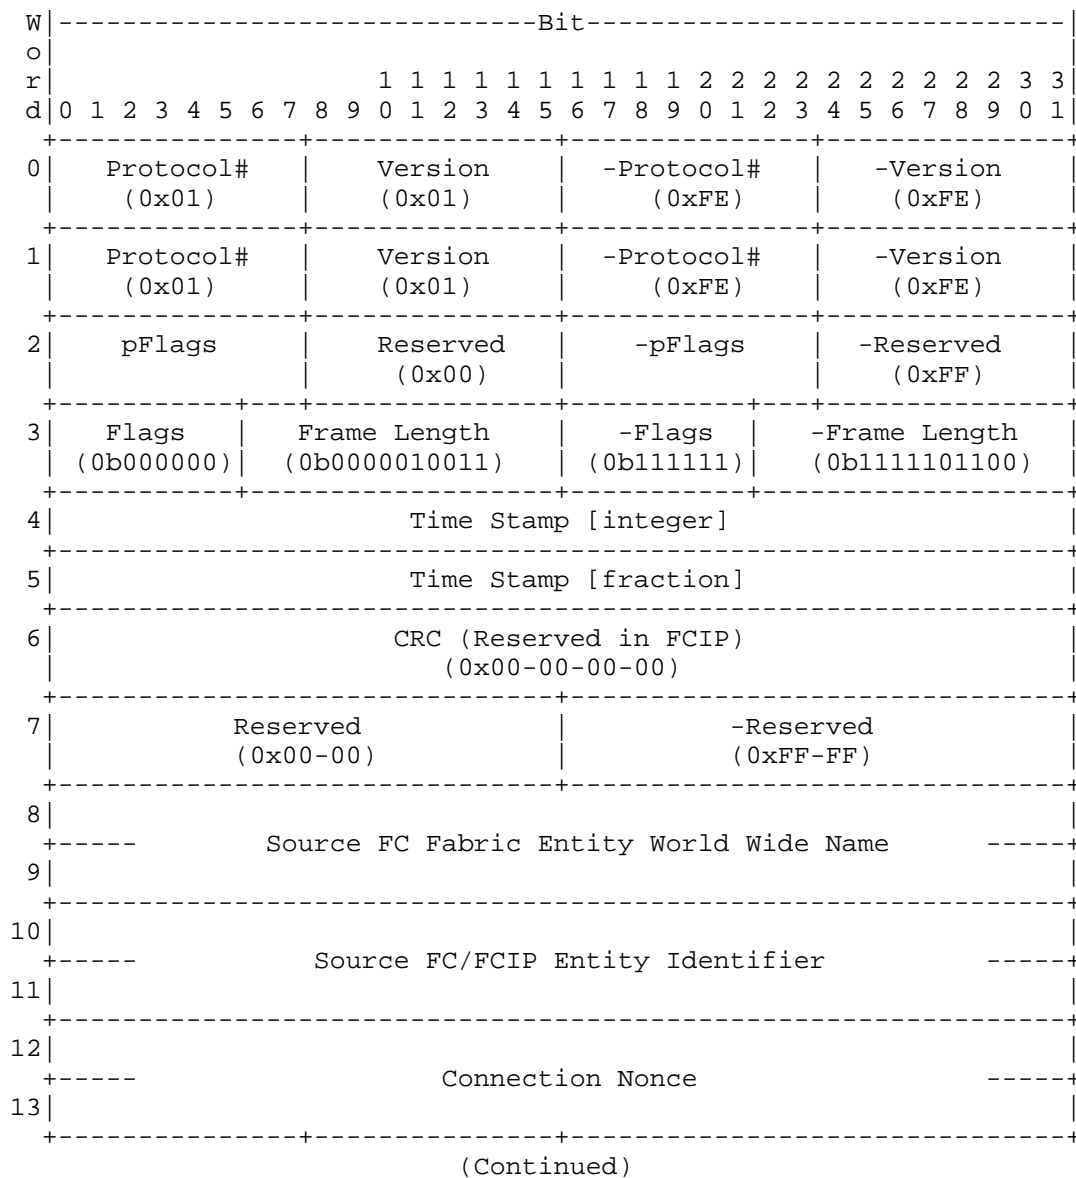 W|------------------------------Bit------------------------------|
o|                                                               |
r|                    1 1 1 1 1 1 1 1 1 1 2 2 2 2 2 2 2 2 2 2 3 3|
d|0 1 2 3 4 5 6 7 8 9 0 1 2 3 4 5 6 7 8 9 0 1 2 3 4 5 6 7 8 9 0 1|
 +---------------+---------------+---------------+---------------+
0|   Protocol#   |    Version    |  -Protocol#   |   -Version    |
 |    (0x01)     |    (0x01)     |     (0xFE)    |    (0xFE)     |
 +---------------+---------------+---------------+---------------+
1|   Protocol#   |    Version    |  -Protocol#   |   -Version    |
 |    (0x01)     |    (0x01)     |     (0xFE)    |    (0xFE)     |
 +---------------+---------------+---------------+---------------+
2|    pFlags     |    Reserved   |    -pFlags    |  -Reserved    |
 |               |     (0x00)    |               |    (0xFF)     |
 +-----------+---+---------------+-----------+---+---------------+
3|   Flags   |   Frame Length    |   -Flags  |   -Frame Length   |
 | (0b000000)|  (0b0000010011)   | (0b111111)|   (0b1111101100)  |
 +-----------+-------------------+-----------+-------------------+
4|                      Time Stamp [integer]                     |
 +---------------------------------------------------------------+
5|                      Time Stamp [fraction]                    |
 +---------------------------------------------------------------+
6|                     CRC (Reserved in FCIP)                    |
 |                        (0x00-00-00-00)                        |
 +-------------------------------+-------------------------------+
7|           Reserved            |          -Reserved            |
 |           (0x00-00)           |          (0xFF-FF)            |
 +-------------------------------+-------------------------------+
8|                                                               |
 +-----        Source FC Fabric Entity World Wide Name      -----+
9|                                                               |
 +---------------------------------------------------------------+
10|                                                               |
 +-----           Source FC/FCIP Entity Identifier          -----+
11|                                                               |
 +---------------------------------------------------------------+
12|                                                               |
 +-----                   Connection Nonce                  -----+
13|                                                               |
 +---------------+---------------+-------------------------------+
(Continued)